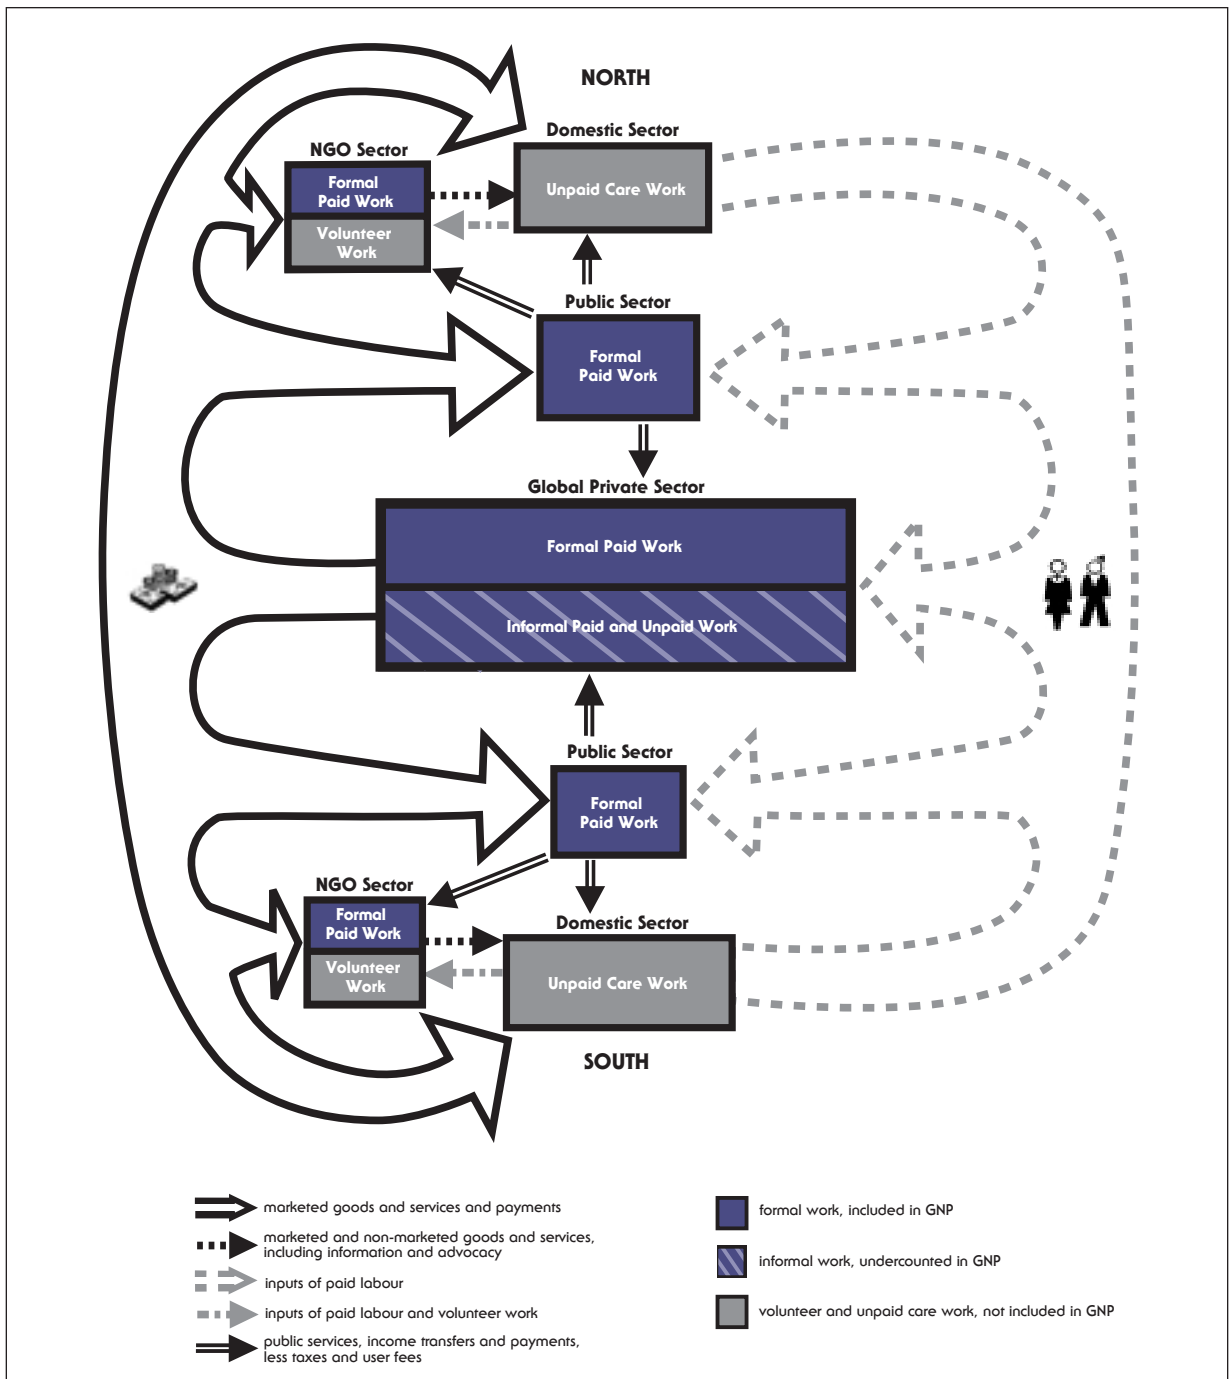 NORTH
Domestic Sector
Unpaid Care Work
NGO Sector
Formal
Paid Work
Volunteer
Work
Public Sector
Formal
Paid Work
Global Private Sector
Formal Paid Work
Informal Paid and Unpaid Work
Public Sector
Formal
Paid Work
NGO Sector
Formal
Paid Work
Volunteer
Work
Domestic Sector
Unpaid Care Work
SOUTH
marketed goods and services and payments
marketed and non-marketed goods and services,
including information and advocacy
inputs of paid labour
inputs of paid labour and volunteer work
public services, income transfers and payments,
less taxes and user fees
formal work, included in GNP
informal work, undercounted in GNP
volunteer and unpaid care work, not included in GNP